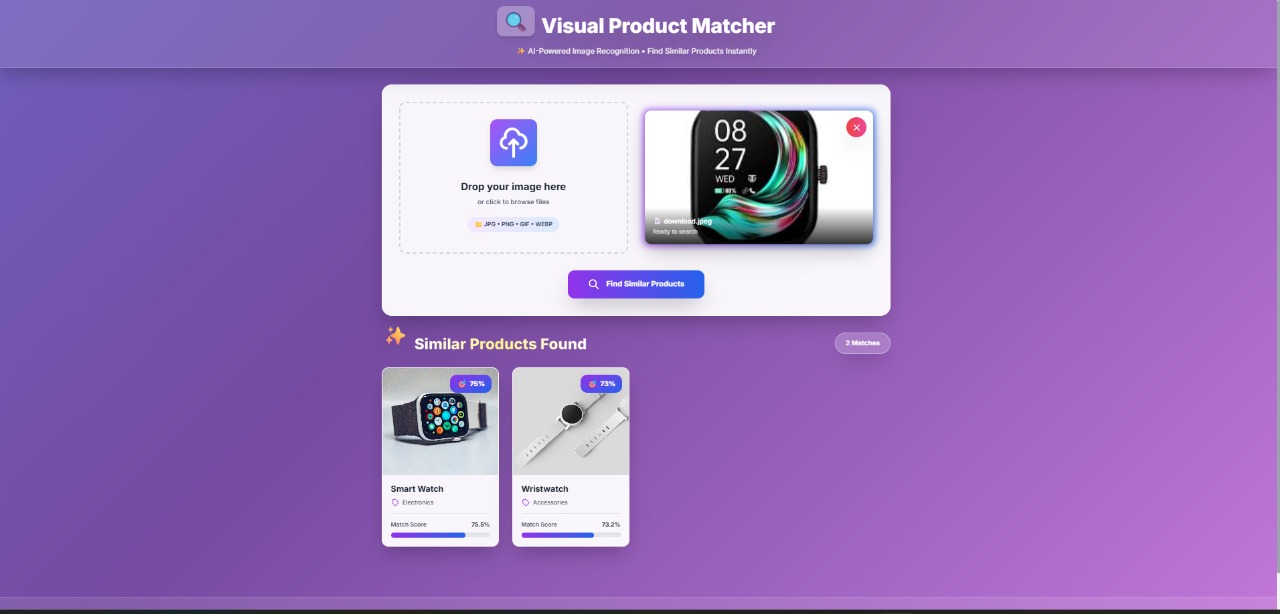 Visual Product Matcher
✨ AI-Powered Image Recognition • Find Similar Products Instantly
Drop your image here
or click to browse files
JPG • PNG • GIF • WEBP
08
27
WED
download.jpeg
Ready to search
Find Similar Products
Similar Products Found
2 Matches
75%
Smart Watch
Electronics
Match Score 75.5%
73%
Wristwatch
Accessories
Match Score 73.2%